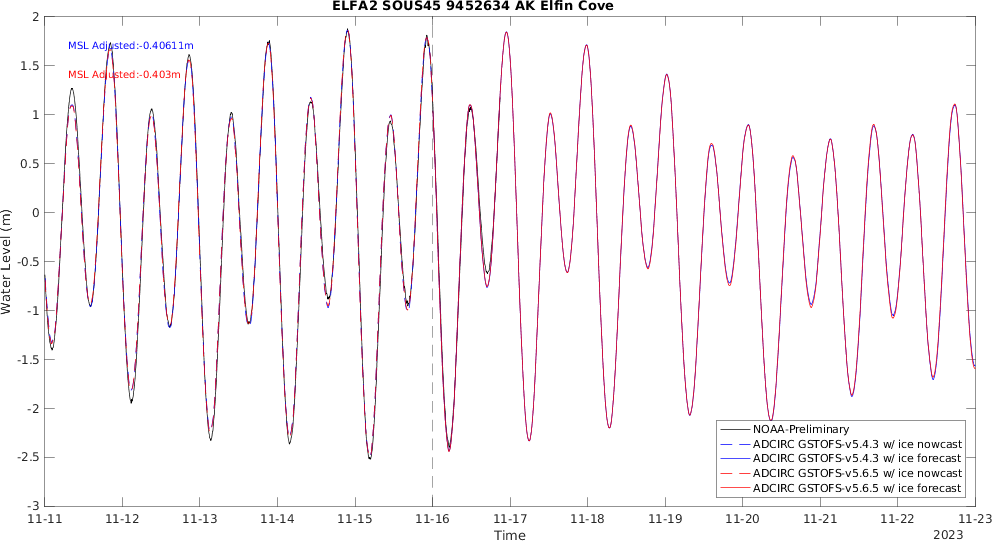 ELFA2 SOUS45 9452634 AK Elfin Cove
MSL Adjusted:-0.40611m
MSL Adjusted:-0.403m
Water Level (m)
2
1.5
1
0.5
0
-0.5
-1
-1.5
-2
-2.5
-3
NOAA-Preliminary
ADCIRC GSTOFS-v5.4.3 w/ ice nowcast
ADCIRC GSTOFS-v5.4.3 w/ ice forecast
ADCIRC GSTOFS-v5.6.5 w/ ice nowcast
ADCIRC GSTOFS-v5.6.5 w/ ice forecast
11-11 11-12 11-13 11-14 11-15 11-16 11-17 11-18 11-19 11-20 11-21 11-22 11-23
Time
2023